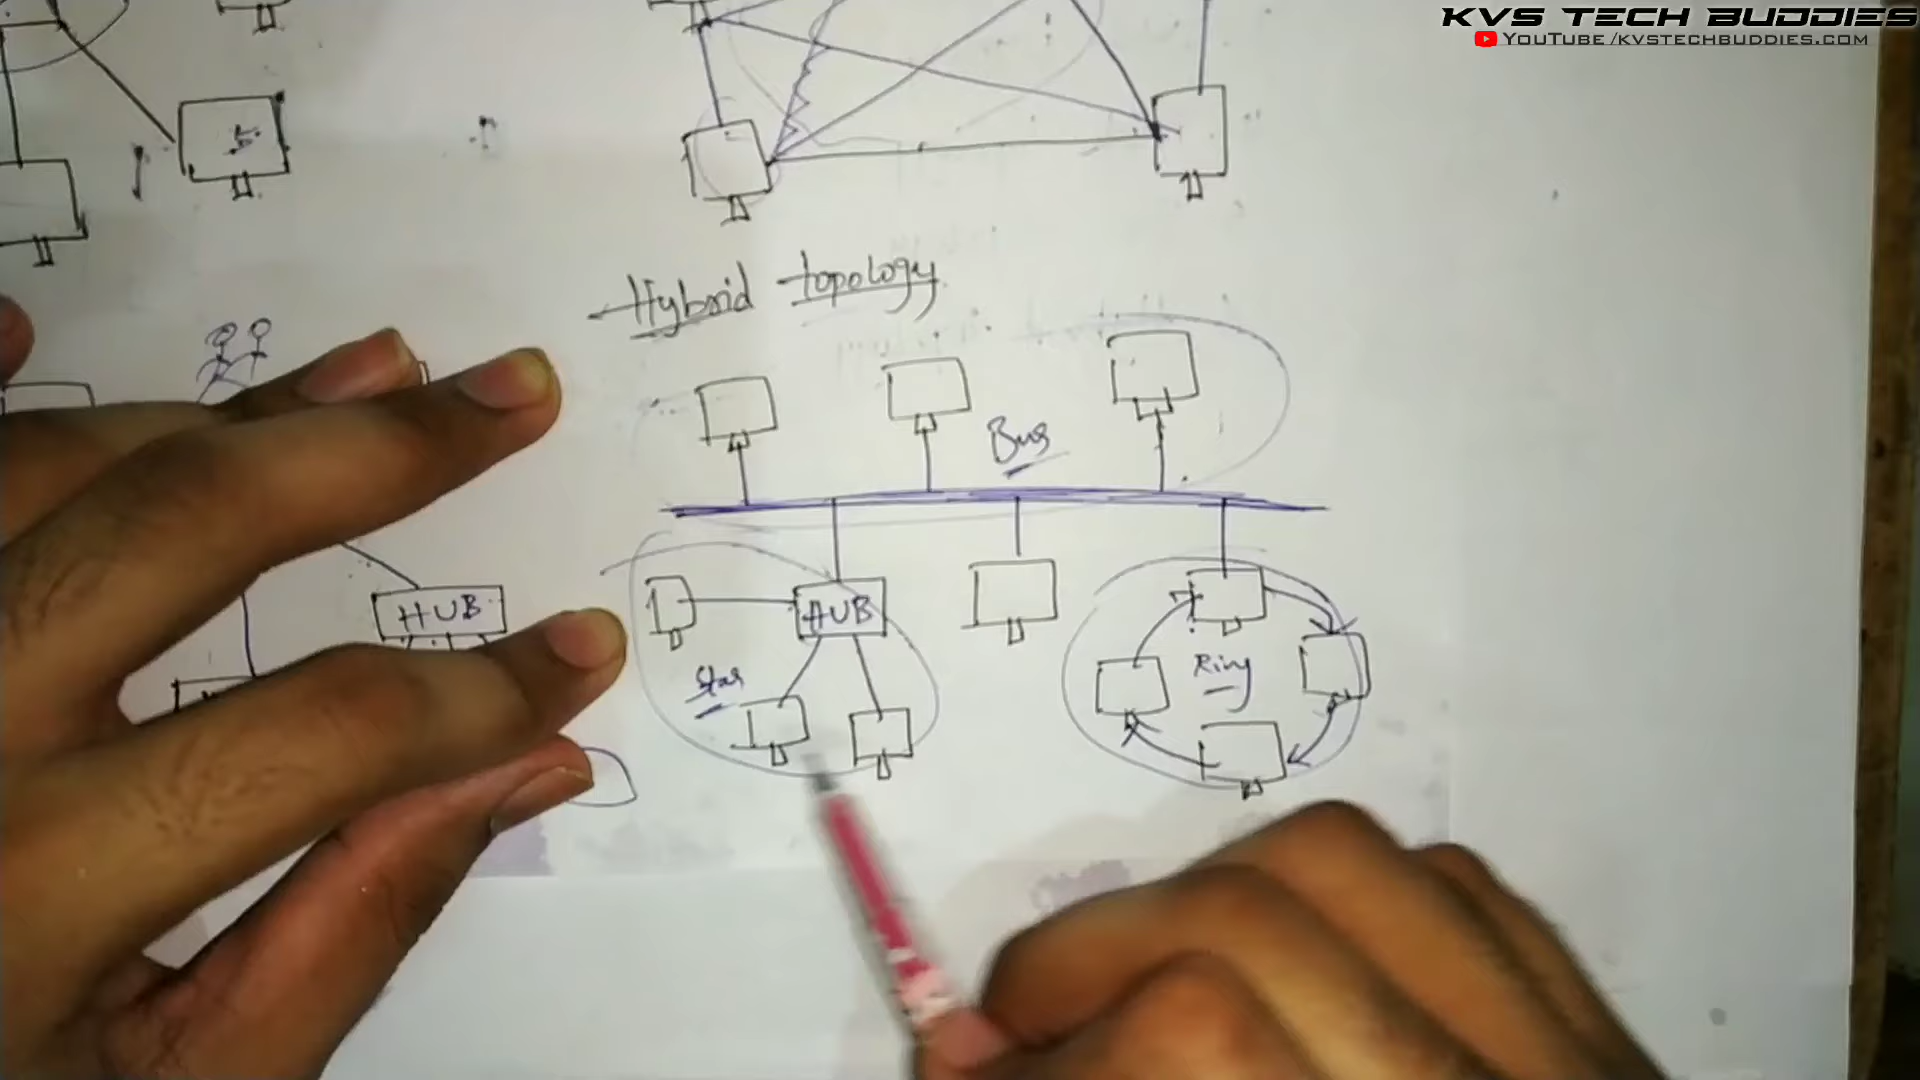 KVS TECH BUDDIES
YouTube/kvstechbuddies.com
Hybrid topology
Bus
HUB
HUB
Star
Ring